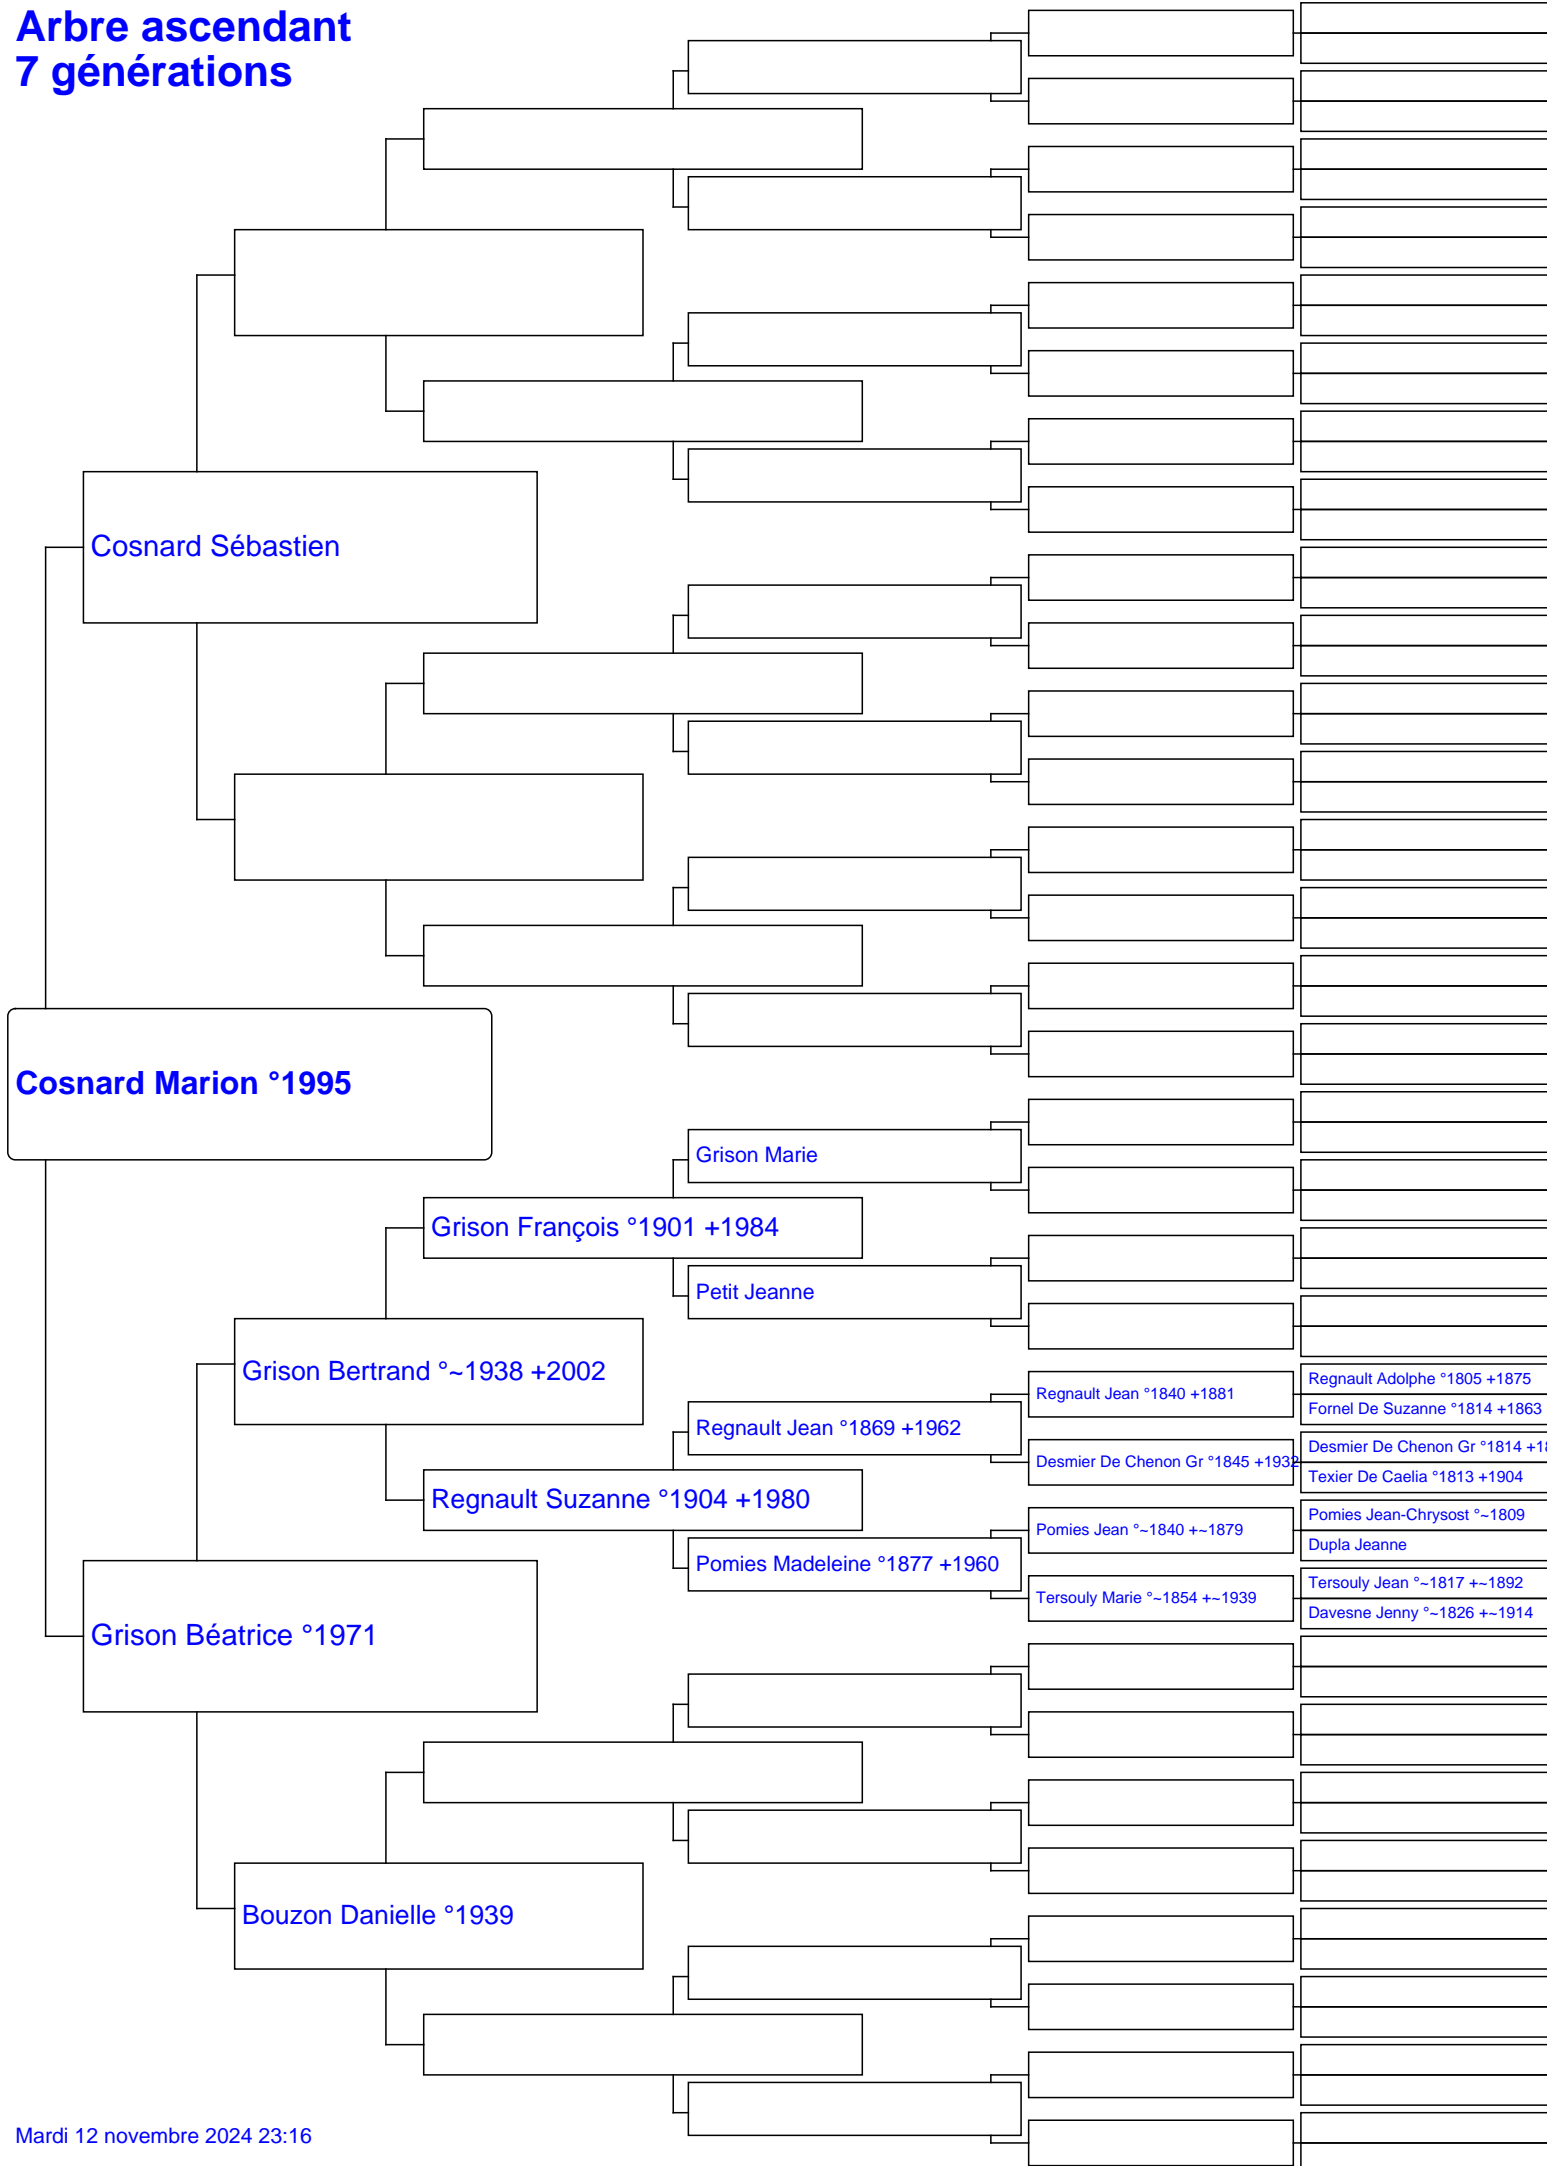 Arbre ascendant
7 générations
Cosnard Sébastien
Cosnard Marion °1995
Grison Marie
Grison François °1901 +1984
Petit Jeanne
Grison Bertrand °~1938 +2002
Regnault Adolphe °1805 +1875
Regnault Jean °1840 +1881
Fornel De Suzanne °1814 +1863
Regnault Jean °1869 +1962
Desmier De Chenon Gr °1814 +18
Desmier De Chenon Gr °1845 +1932
Texier De Caelia °1813 +1904
Regnault Suzanne °1904 +1980
Pomies Jean-Chrysost °~1809
Pomies Jean °~1840 +~1879
Dupla Jeanne
Pomies Madeleine °1877 +1960
Tersouly Jean °~1817 +~1892
Tersouly Marie °~1854 +~1939
Davesne Jenny °~1826 +~1914
Grison Béatrice °1971
Bouzon Danielle °1939
Mardi 12 novembre 2024 23:16